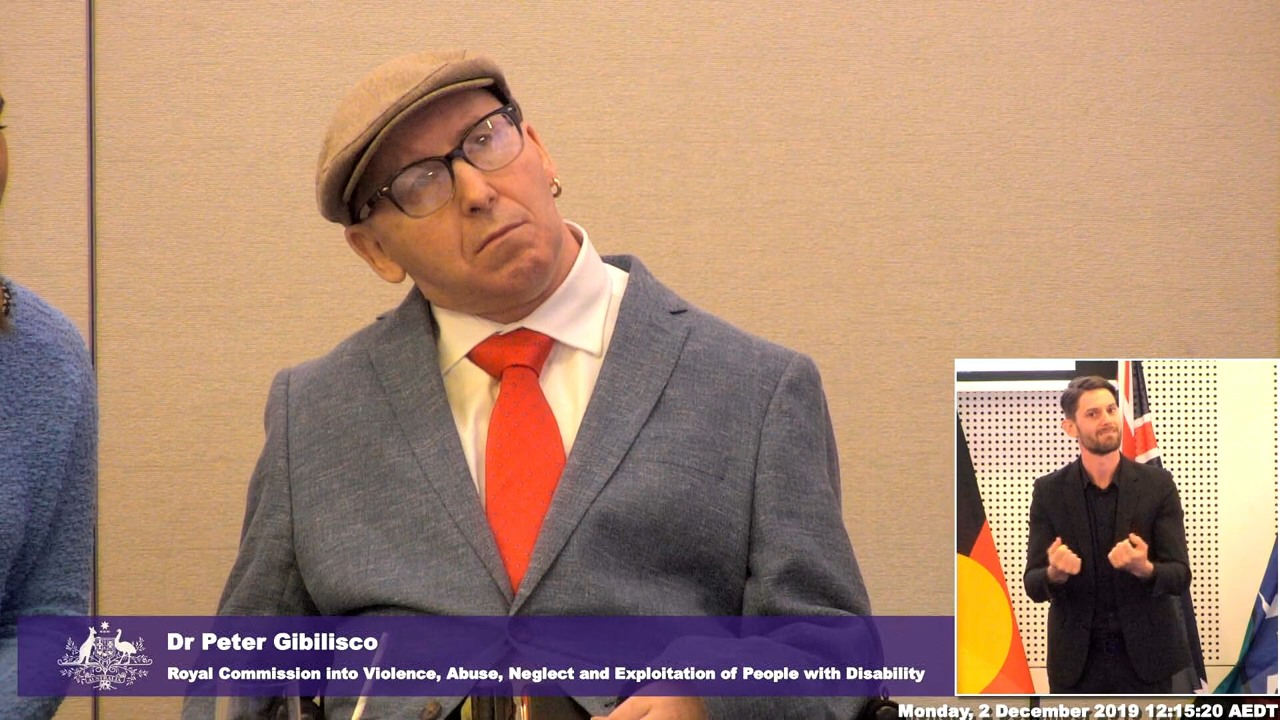 Dr Peter Gibilisco
Royal Commission into Violence, Abuse, Neglect and Exploitation of People with Disability
Monday, 2 December 2019 12:15:20 AEDT